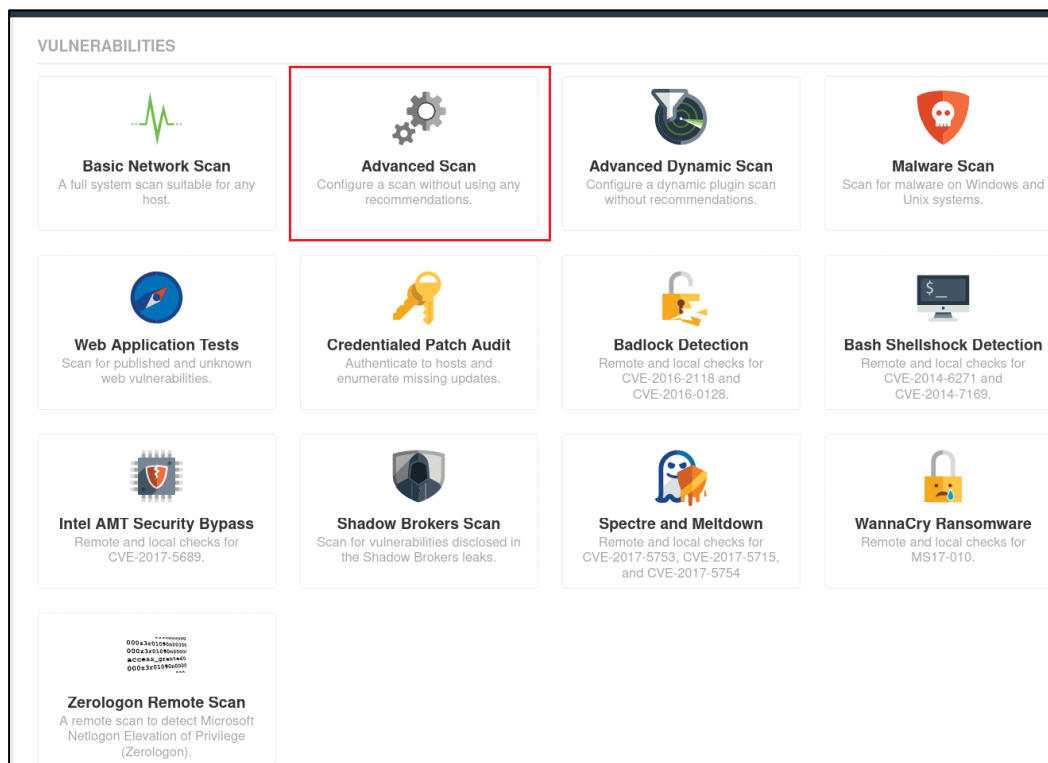 VULNERABILITIES
Basic Network Scan
A full system scan suitable for any
host.
Advanced Scan
Configure a scan without using any
recommendations.
Advanced Dynamic Scan
Configure a dynamic plugin scan
without recommendations.
Malware Scan
Scan for malware on Windows and
Unix systems.
Web Application Tests
Scan for published and unknown
web vulnerabilities.
Credentialed Patch Audit
Authenticate to hosts and
enumerate missing updates.
Badlock Detection
Remote and local checks for
CVE-2016-2118 and
CVE-2016-0128.
$_
Bash Shellshock Detection
Remote and local checks for
CVE-2014-6271 and
CVE-2014-7169.
Intel AMT Security Bypass
Remote and local checks for
CVE-2017-5689.
Shadow Brokers Scan
Scan for vulnerabilities disclosed in
the Shadow Brokers leaks.
Spectre and Meltdown
Remote and local checks for
CVE-2017-5753, CVE-2017-5715,
and CVE-2017-5754
WannaCry Ransomware
Remote and local checks for
MS17-010.
Zerologon Remote Scan
A remote scan to detect Microsoft
Netlogon Elevation of Privilege
(Zerologon).